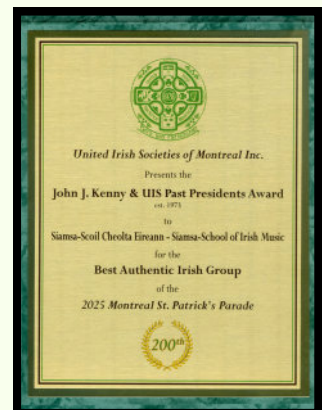 United Irish Societies of Montreal Inc.
Presents the
John J. Kenny & UIS Past Presidents Award
est. 1973
to
Siamsa-Scoil Cheolta Eireann - Siamsa-School of Irish Music
for the
Best Authentic Irish Group
of the
2025 Montreal St. Patrick's Parade
200th